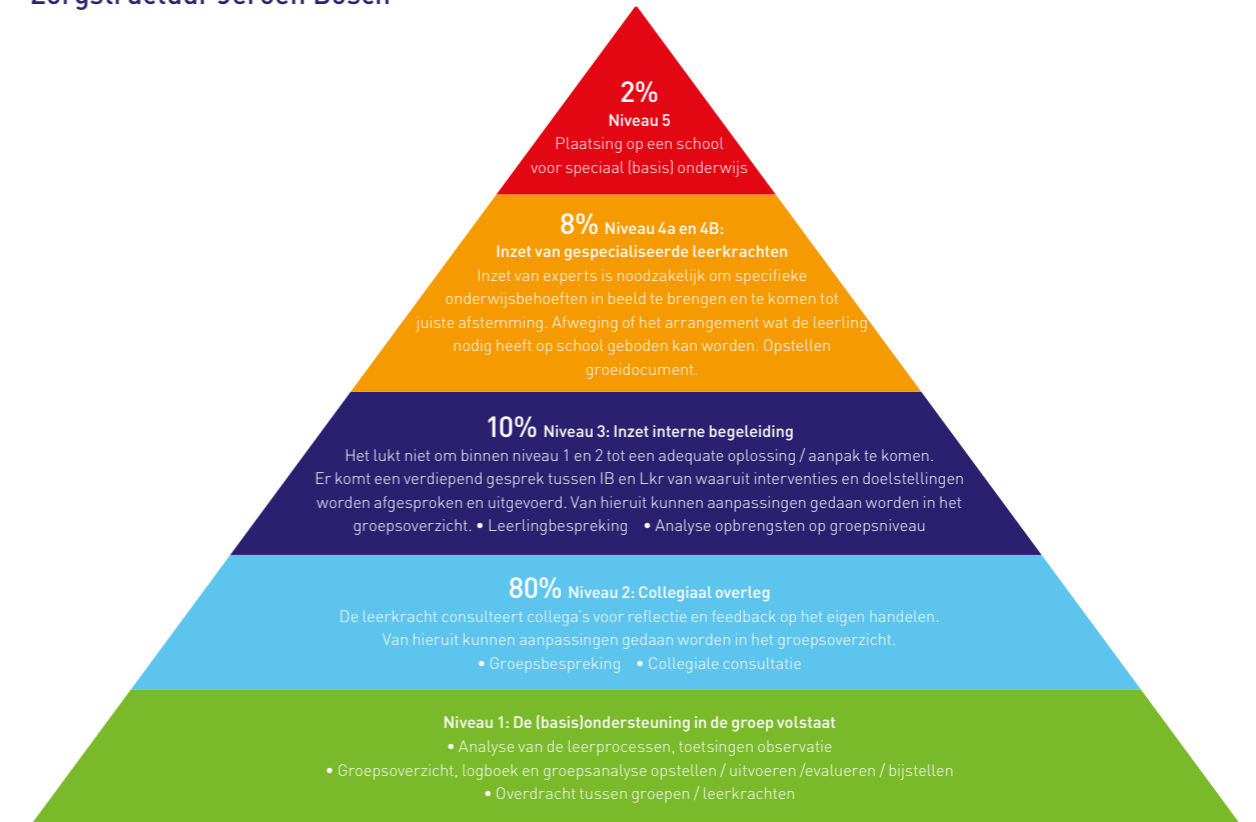 Zorgstructuur Jeroen Bosch
2%
Niveau 5
Plaatsing op een school
voor speciaal (basis) onderwijs
8% Niveau 4a en 4B:
Inzet van gespecialiseerde leerkrachten
Inzet van experts is noodzakelijk om specifieke
onderwijsbehoeften in beeld te brengen en te komen tot
juiste afstemming. Afweging of het arrangement wat de leerling
nodig heeft op school geboden kan worden. Opstellen
groeidocument.
10% Niveau 3: Inzet interne begeleiding
Het lukt niet om binnen niveau 1 en 2 tot een adequate oplossing / aanpak te komen.
Er komt een verdiepend gesprek tussen IB en Lkr van waaruit interventies en doelstellingen
worden afgesproken en uitgevoerd. Van hieruit kunnen aanpassingen gedaan worden in het
groepsoverzicht. • Leerlingbespreking • Analyse opbrengsten op groepsniveau
80% Niveau 2: Collegiaal overleg
De leerkracht consulteert collega's voor reflectie en feedback op het eigen handelen.
Van hieruit kunnen aanpassingen gedaan worden in het groepsoverzicht.
• Groepsbespreking • Collegiale consultatie
Niveau 1: De (basis)ondersteuning in de groep volstaat
• Analyse van de leerprocessen, toetsingen observatie
• Groepsoverzicht, logboek en groepsanalyse opstellen / uitvoeren /evalueren / bijstellen
• Overdracht tussen groepen / leerkrachten